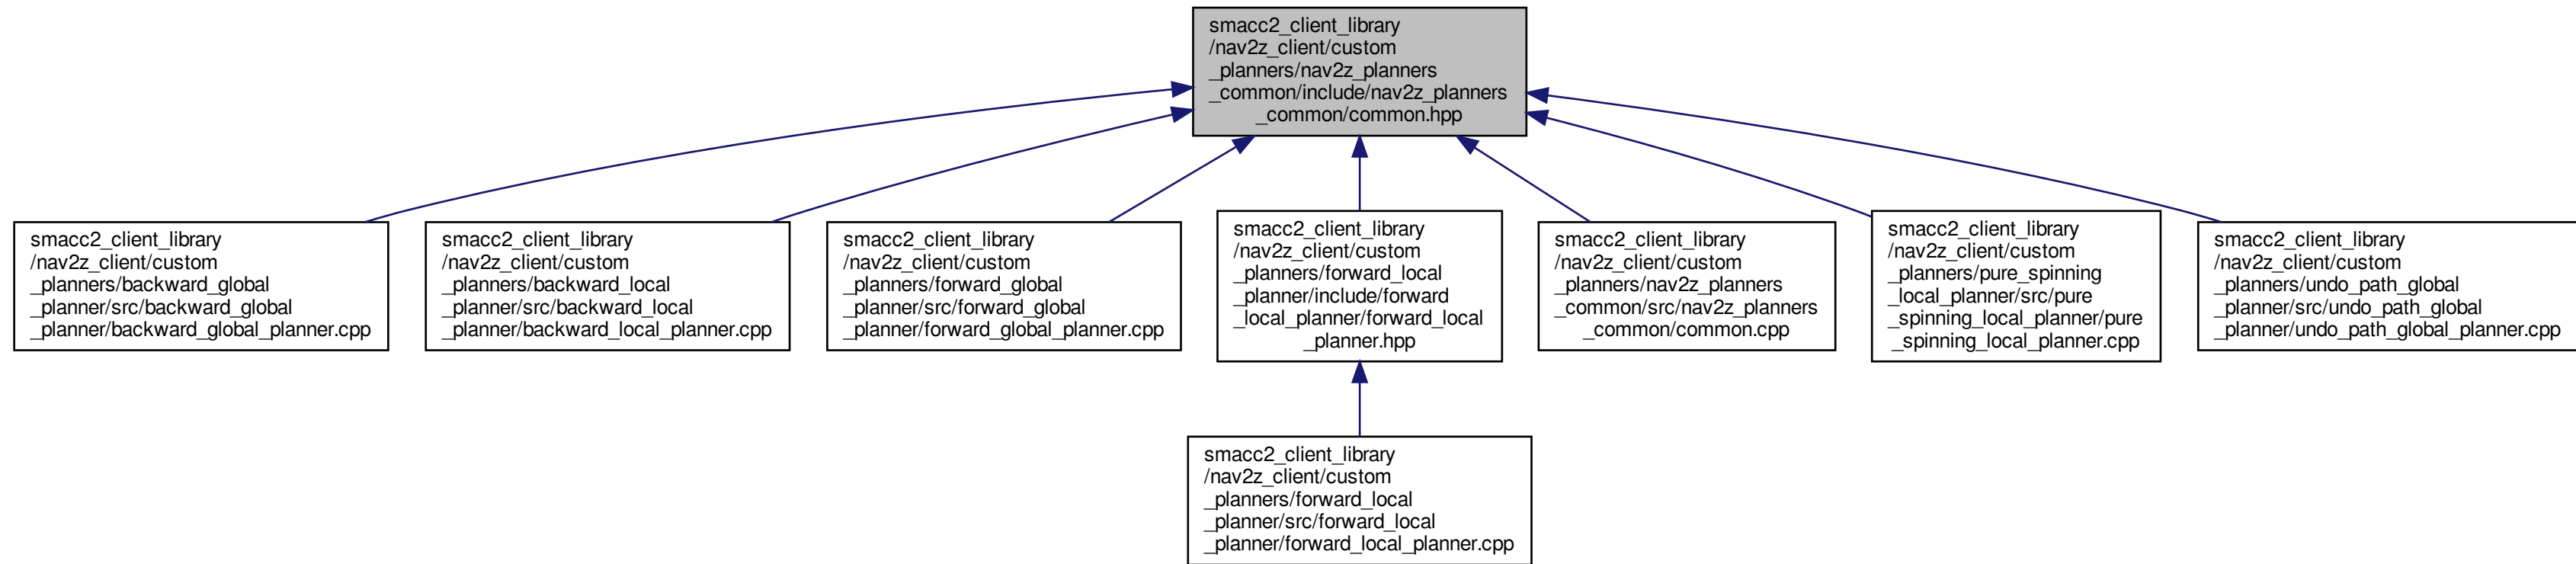 smacc2_client_library
/nav2z_client/custom
_planners/nav2z_planners
_common/include/nav2z_planners
_common/common.hpp
smacc2_client_library
/nav2z_client/custom
_planners/backward_global
_planner/src/backward_global
_planner/backward_global_planner.cpp
smacc2_client_library
/nav2z_client/custom
_planners/backward_local
_planner/src/backward_local
_planner/backward_local_planner.cpp
smacc2_client_library
/nav2z_client/custom
_planners/forward_global
_planner/src/forward_global
_planner/forward_global_planner.cpp
smacc2_client_library
/nav2z_client/custom
_planners/forward_local
_planner/include/forward
_local_planner/forward_local
_planner.hpp
smacc2_client_library
/nav2z_client/custom
_planners/nav2z_planners
_common/src/nav2z_planners
_common/common.cpp
smacc2_client_library
/nav2z_client/custom
_planners/pure_spinning
_local_planner/src/pure
_spinning_local_planner/pure
_spinning_local_planner.cpp
smacc2_client_library
/nav2z_client/custom
_planners/undo_path_global
_planner/src/undo_path_global
_planner/undo_path_global_planner.cpp
smacc2_client_library
/nav2z_client/custom
_planners/forward_local
_planner/src/forward_local
_planner/forward_local_planner.cpp